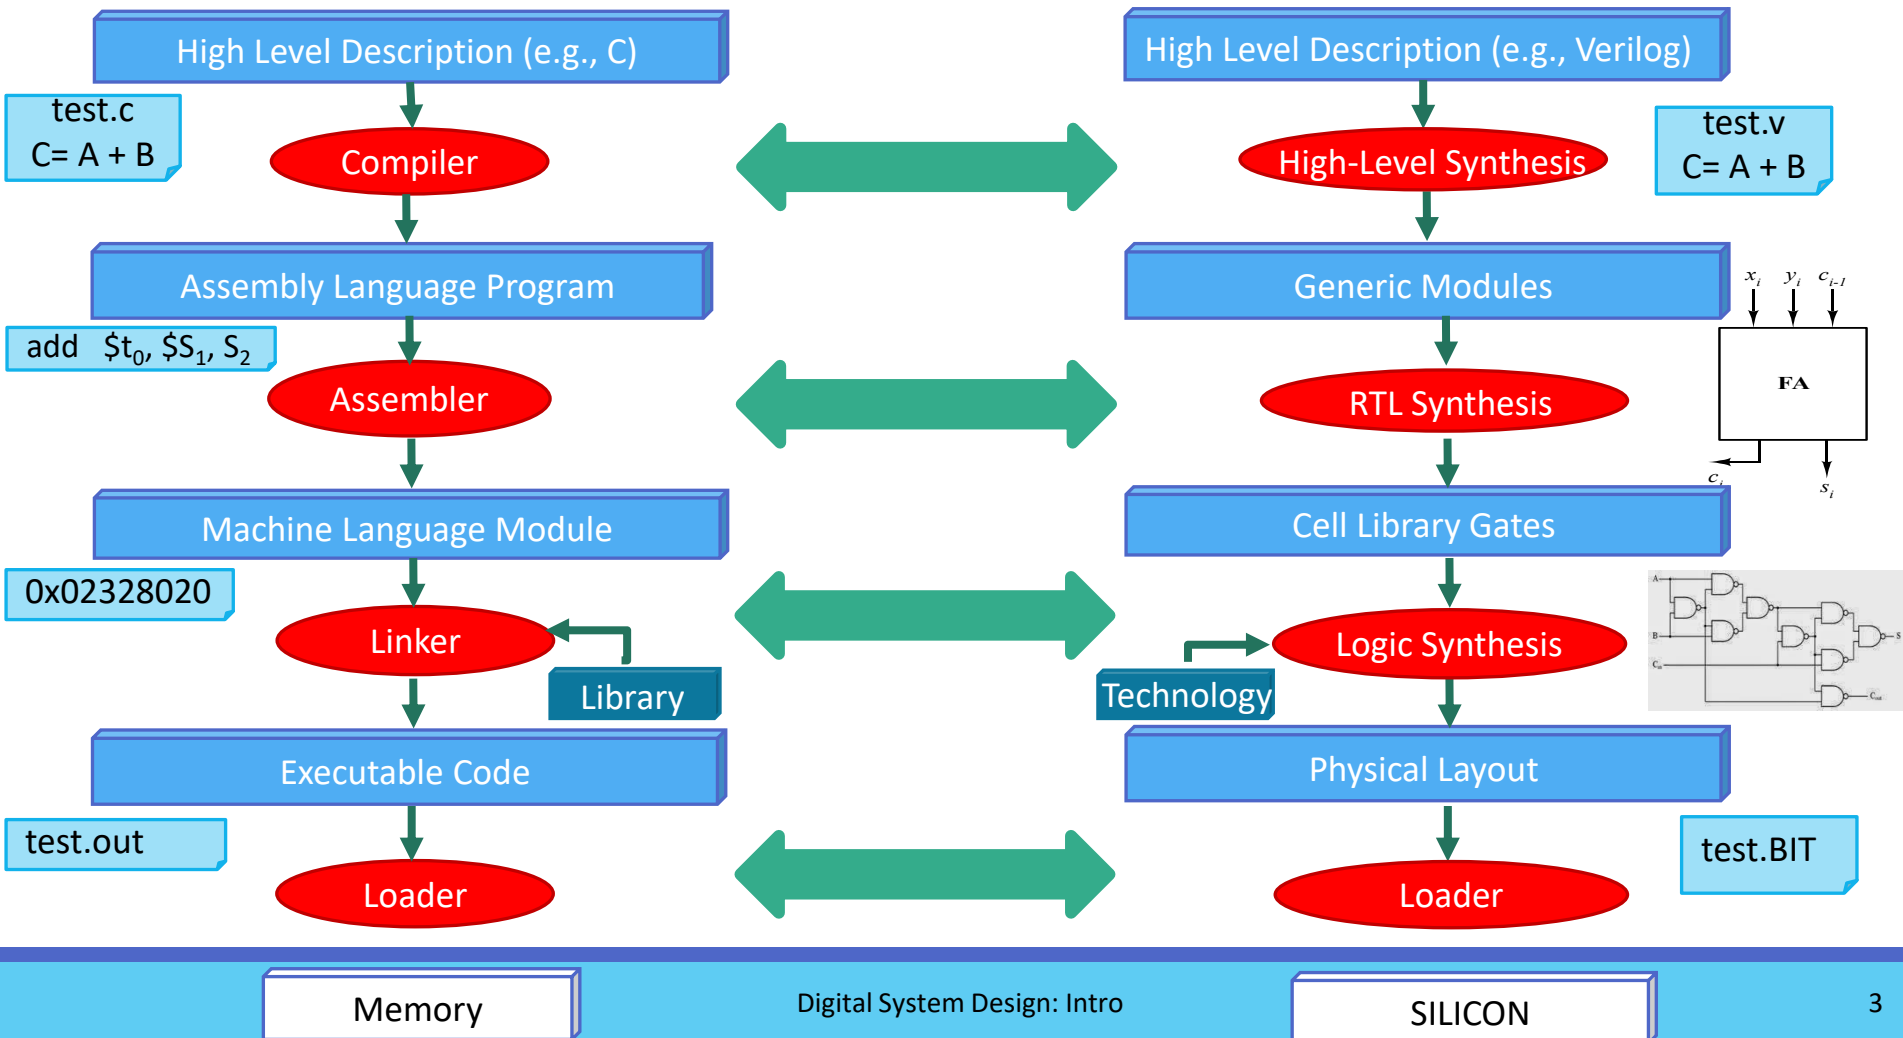 High Level Description (e.g., C)
test.c
C= A + B
Compiler
Assembly Language Program
add $t0, $S1, S2
Assembler
Machine Language Module
0x02328020
Linker
Library
Executable Code
test.out
Loader
Memory
High Level Description (e.g., Verilog)
test.v
C= A + B
High-Level Synthesis
Generic Modules
xi yi ci-1
FA
ci
si
RTL Synthesis
Cell Library Gates
A
B
Cin
S
Cout
Logic Synthesis
Technology
Physical Layout
test.BIT
Loader
SILICON
Digital System Design: Intro
3